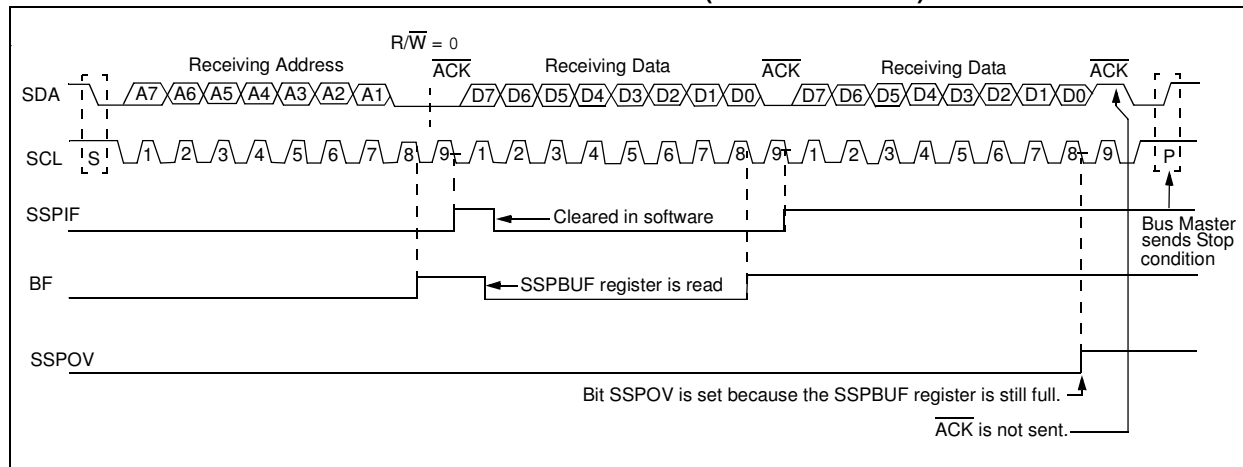 R/W = 0
Receiving Address ACK Receiving Data ACK Receiving Data ACK
SDA A7 A6 A5 A4 A3 A2 A1 D7 D6 D5 D4 D3 D2 D1 D0 D7 D6 D5 D4 D3 D2 D1 D0
SCL S 1 2 3 4 5 6 7 8 9 1 2 3 4 5 6 7 8 9 1 2 3 4 5 6 7 8 9 P
SSPIF Cleared in software
Bus Master
sends Stop
condition
BF SSPBUF register is read
SSPOV
Bit SSPOV is set because the SSPBUF register is still full.
ACK is not sent.